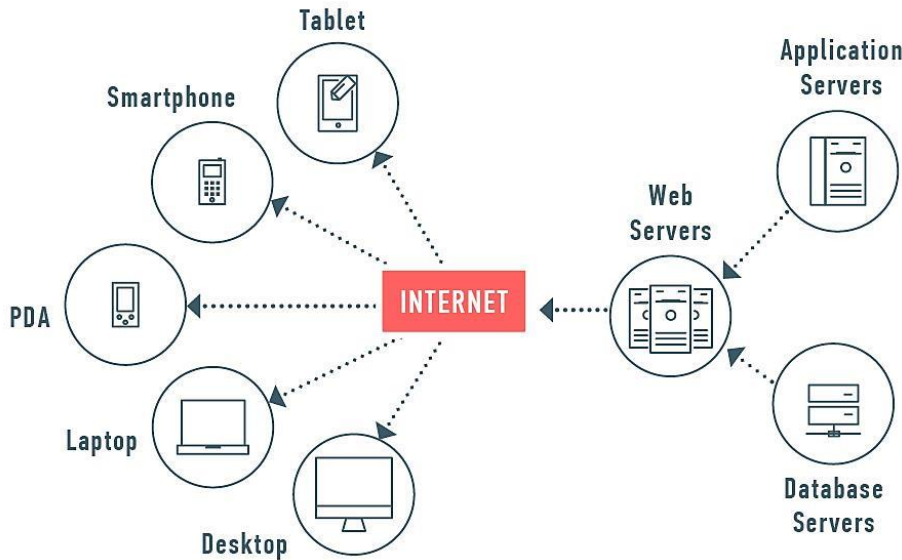 Tablet
Smartphone
Application
Servers
Web
Servers
INTERNET
PDA
Laptop
Desktop
Database
Servers